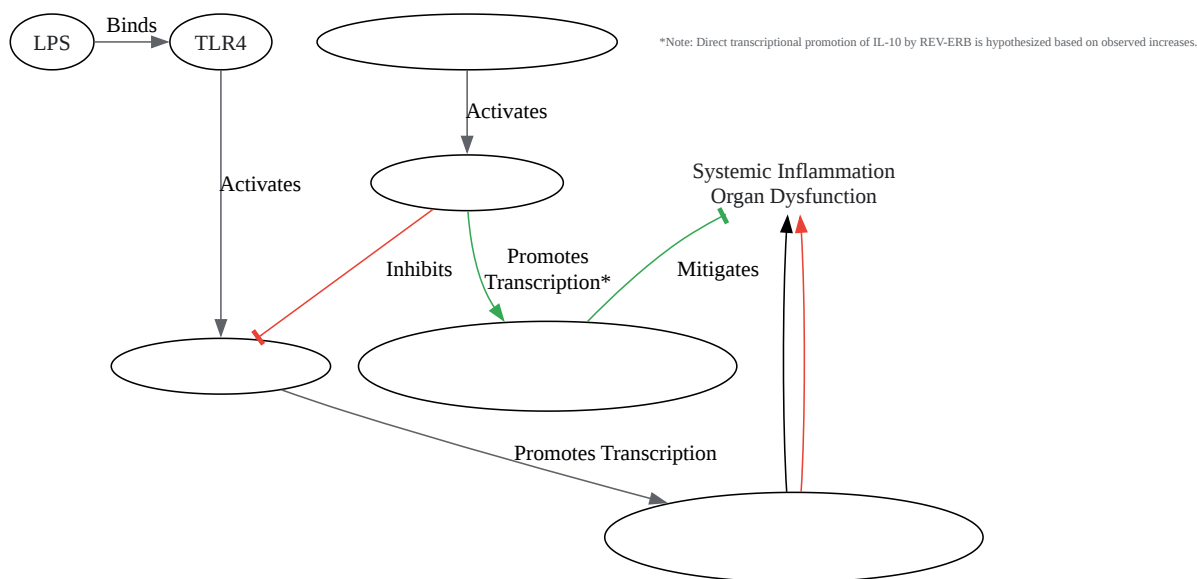 LPS
Binds
TLR4
*Note: Direct transcriptional promotion of IL-10 by REV-ERB is hypothesized based on observed increases.
Activates
Activates
Systemic Inflammation
Organ Dysfunction
Inhibits
Promotes
Transcription*
Mitigates
Promotes Transcription